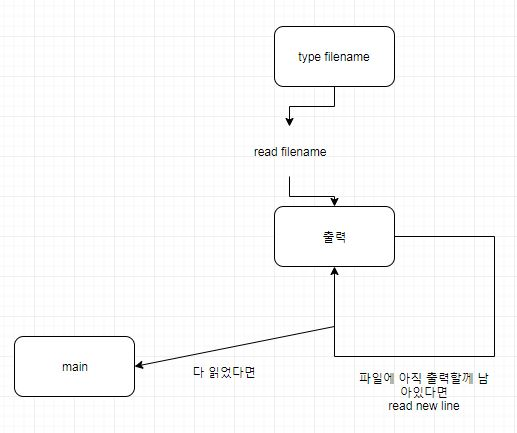 type filename
read filename
출력
main
다 읽었다면
파일에 아직 출력할께 남
아있다면
read new line